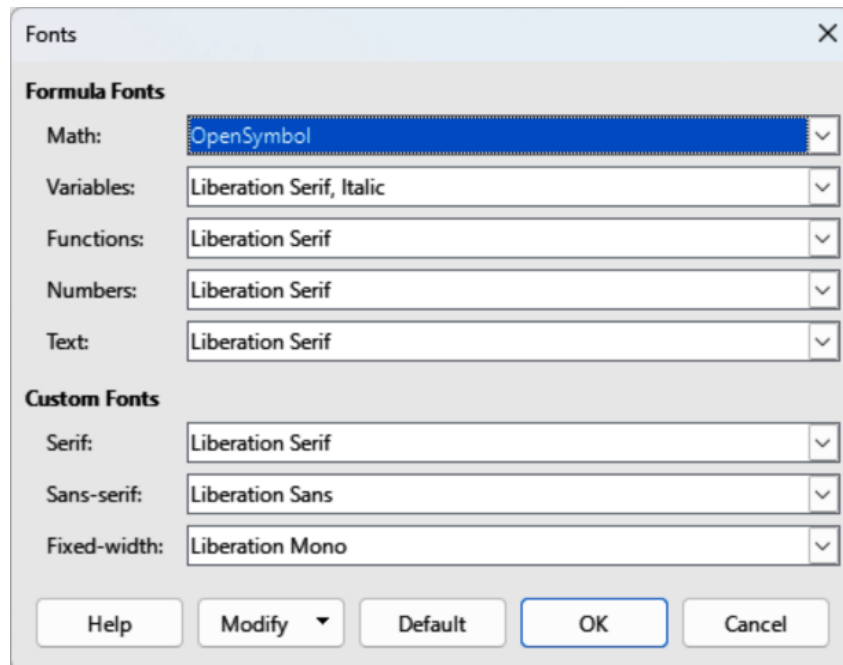 Fonts
Formula Fonts
Math: OpenSymbol
Variables: Liberation Serif, Italic
Functions: Liberation Serif
Numbers: Liberation Serif
Text: Liberation Serif
Custom Fonts
Serif: Liberation Serif
Sans-serif: Liberation Sans
Fixed-width: Liberation Mono
Help Modify Default OK Cancel